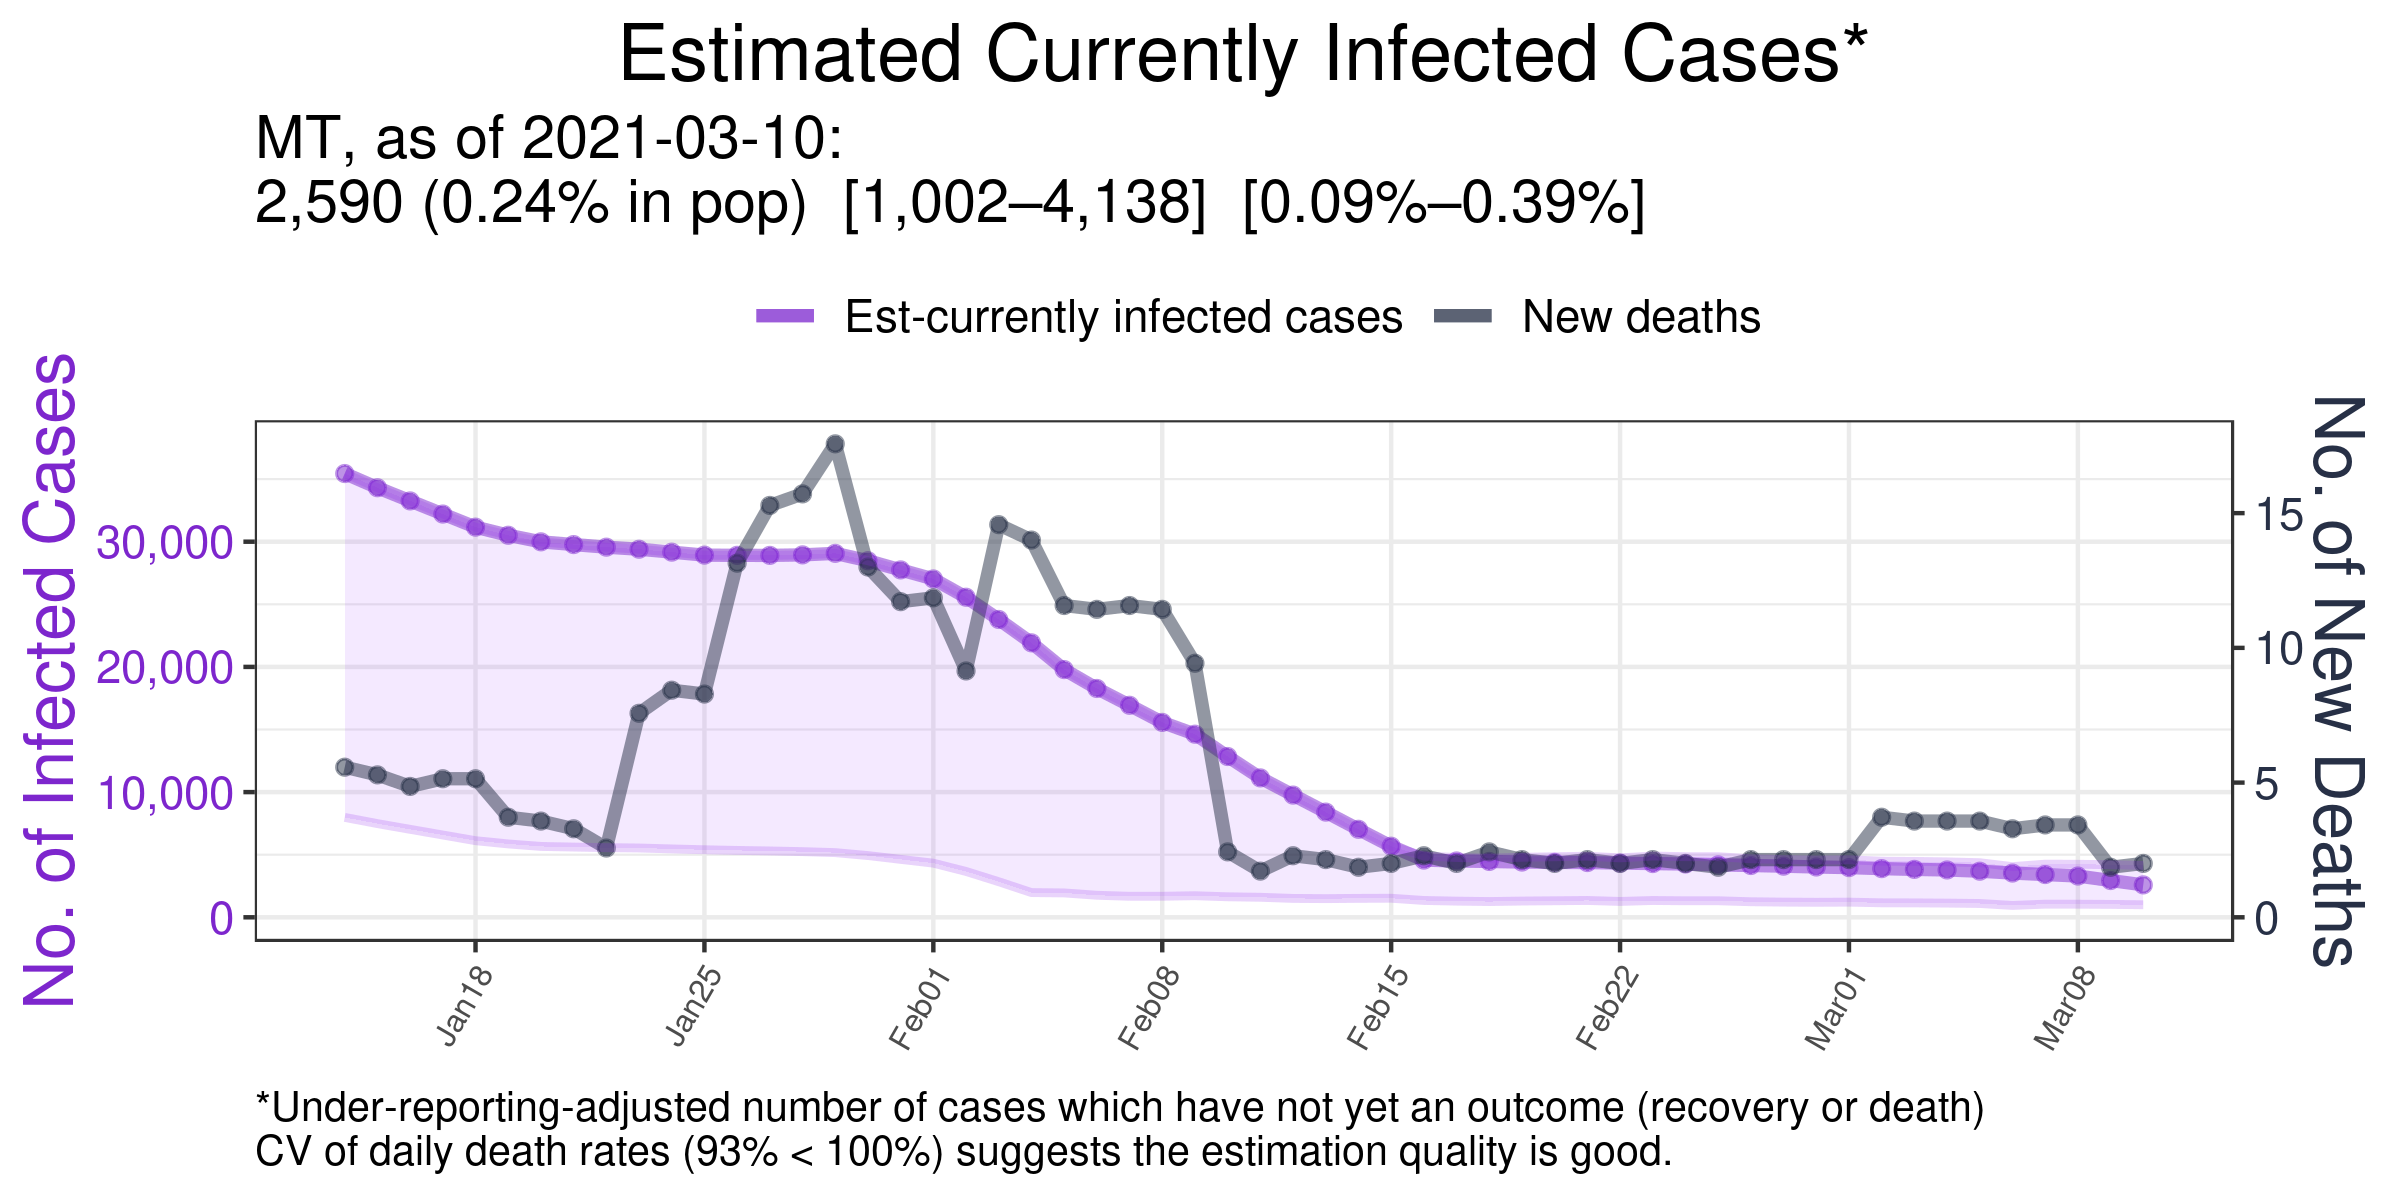 Estimated Currently Infected Cases*
MT, as of 2021-03-10:
2,590 (0.24% in pop)  [1,002–4,138]  [0.09%–0.39%]
Est-currently infected cases
New deaths
No. of Infected Cases
30,000
20,000
10,000
0
15
10
5
0
No. of New Deaths
Jan18
Jan25
Feb01
Feb08
Feb15
Feb22
Mar01
Mar08
*Under-reporting-adjusted number of cases which have not yet an outcome (recovery or death)
CV of daily death rates (93% < 100%) suggests the estimation quality is good.